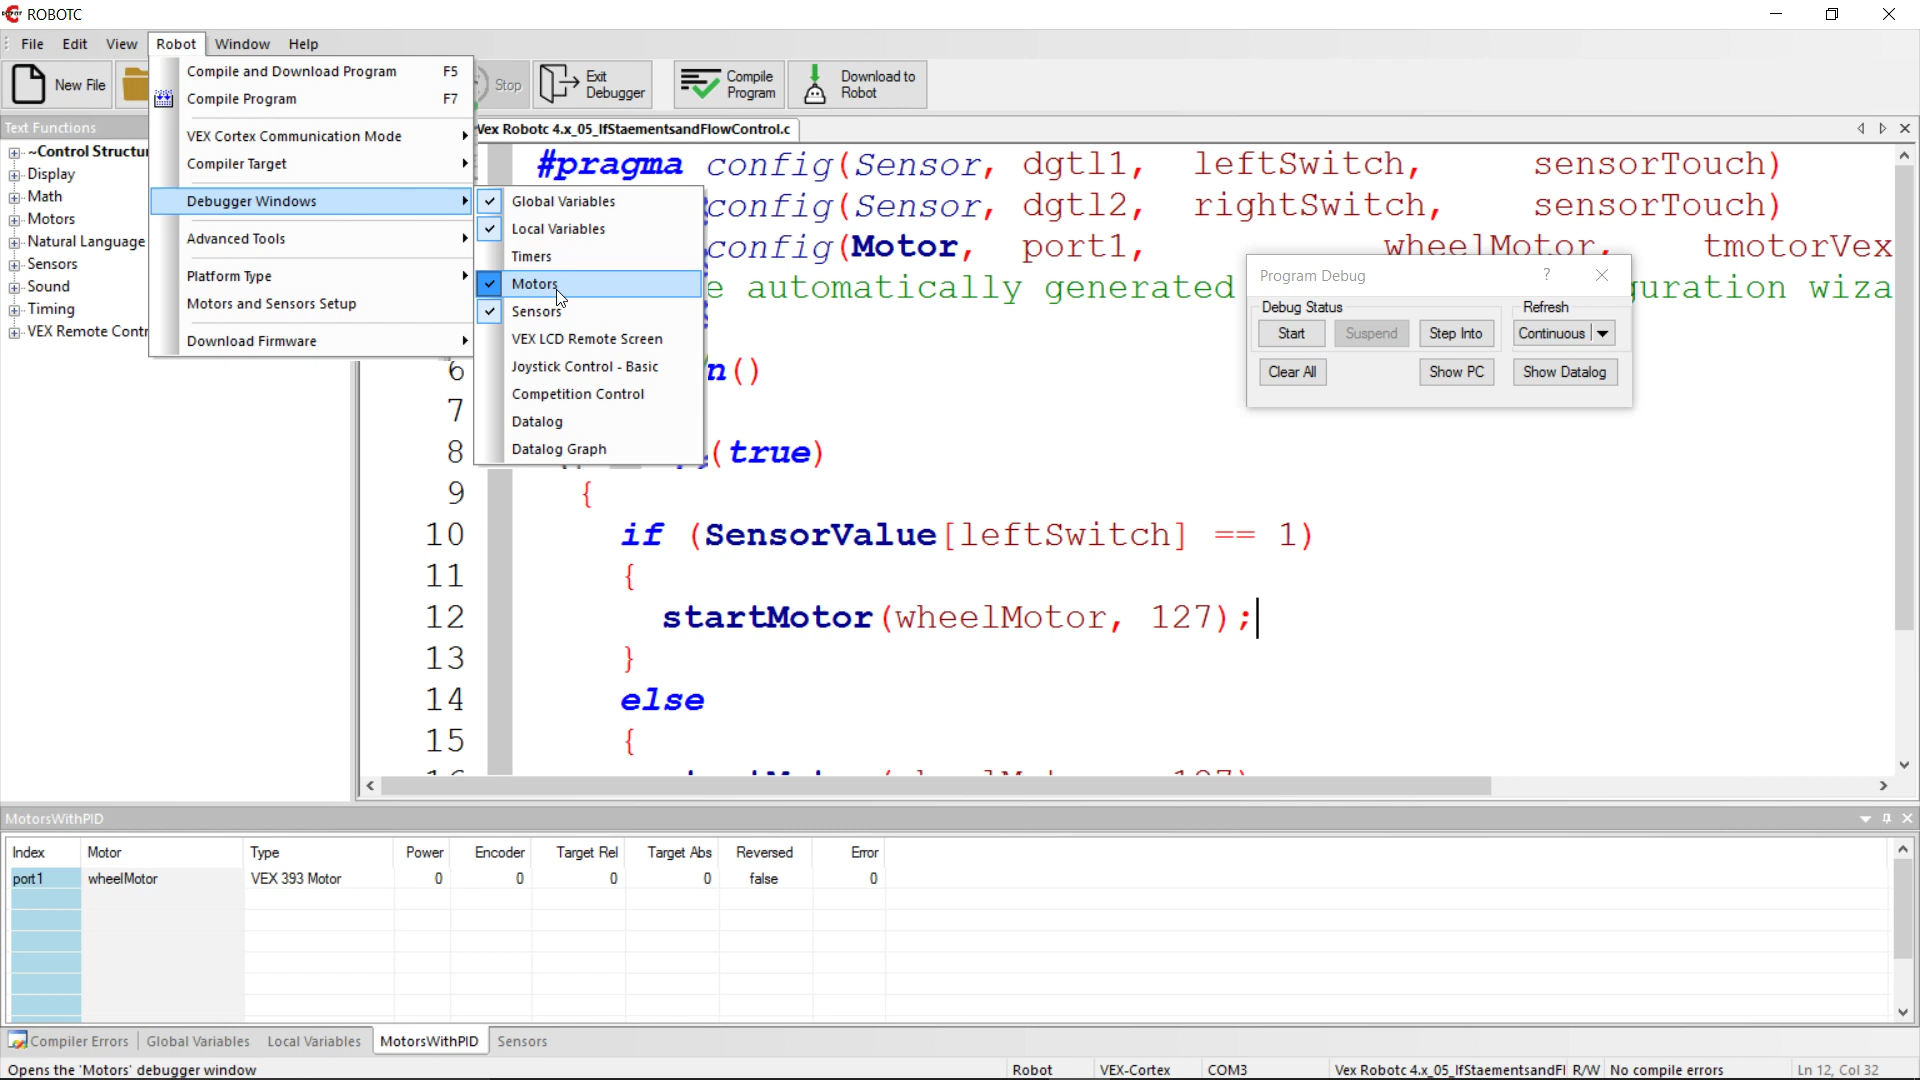 ROBOTC
File Edit View Robot Window Help
New File Stop Exit Debugger Compile Program Download to Robot
Compile and Download Program F5
Compile Program F7
VEX Cortex Communication Mode
Compiler Target
Debugger Windows
Advanced Tools
Platform Type
Motors and Sensors Setup
Download Firmware
Global Variables
Local Variables
Timers
Motors
Sensors
VEX LCD Remote Screen
Joystick Control - Basic
Competition Control
Datalog
Datalog Graph
Text Functions
~Control Structu
Display
Math
Motors
Natural Language
Sensors
Sound
Timing
VEX Remote Contr
Vex Robotc 4.x_05_IfStaementsandFlowControl.c
#pragma config(Sensor, dgtl1, leftSwitch, sensorTouch)
config(Sensor, dgtl2, rightSwitch, sensorTouch)
config(Motor, port1, wheelMotor, tmotorVex
e automatically generated uration wiza
6 n()
7
8 (true)
9 {
10 if (SensorValue[leftSwitch] == 1)
11 {
12 startMotor(wheelMotor, 127);
13 }
14 else
15 {
Program Debug ?
Debug Status Refresh
Start Suspend Step Into Continuous
Clear All Show PC Show Datalog
MotorsWithPID
Index Motor Type Power Encoder Target Rel Target Abs Reversed Error
port1 wheelMotor VEX 393 Motor 0 0 0 0 false 0
Compiler Errors Global Variables Local Variables MotorsWithPID Sensors
Opens the 'Motors' debugger window Robot VEX-Cortex COM3 Vex Robotc 4.x_05_IfStaementsandFl R/W No compile errors Ln 12, Col 32